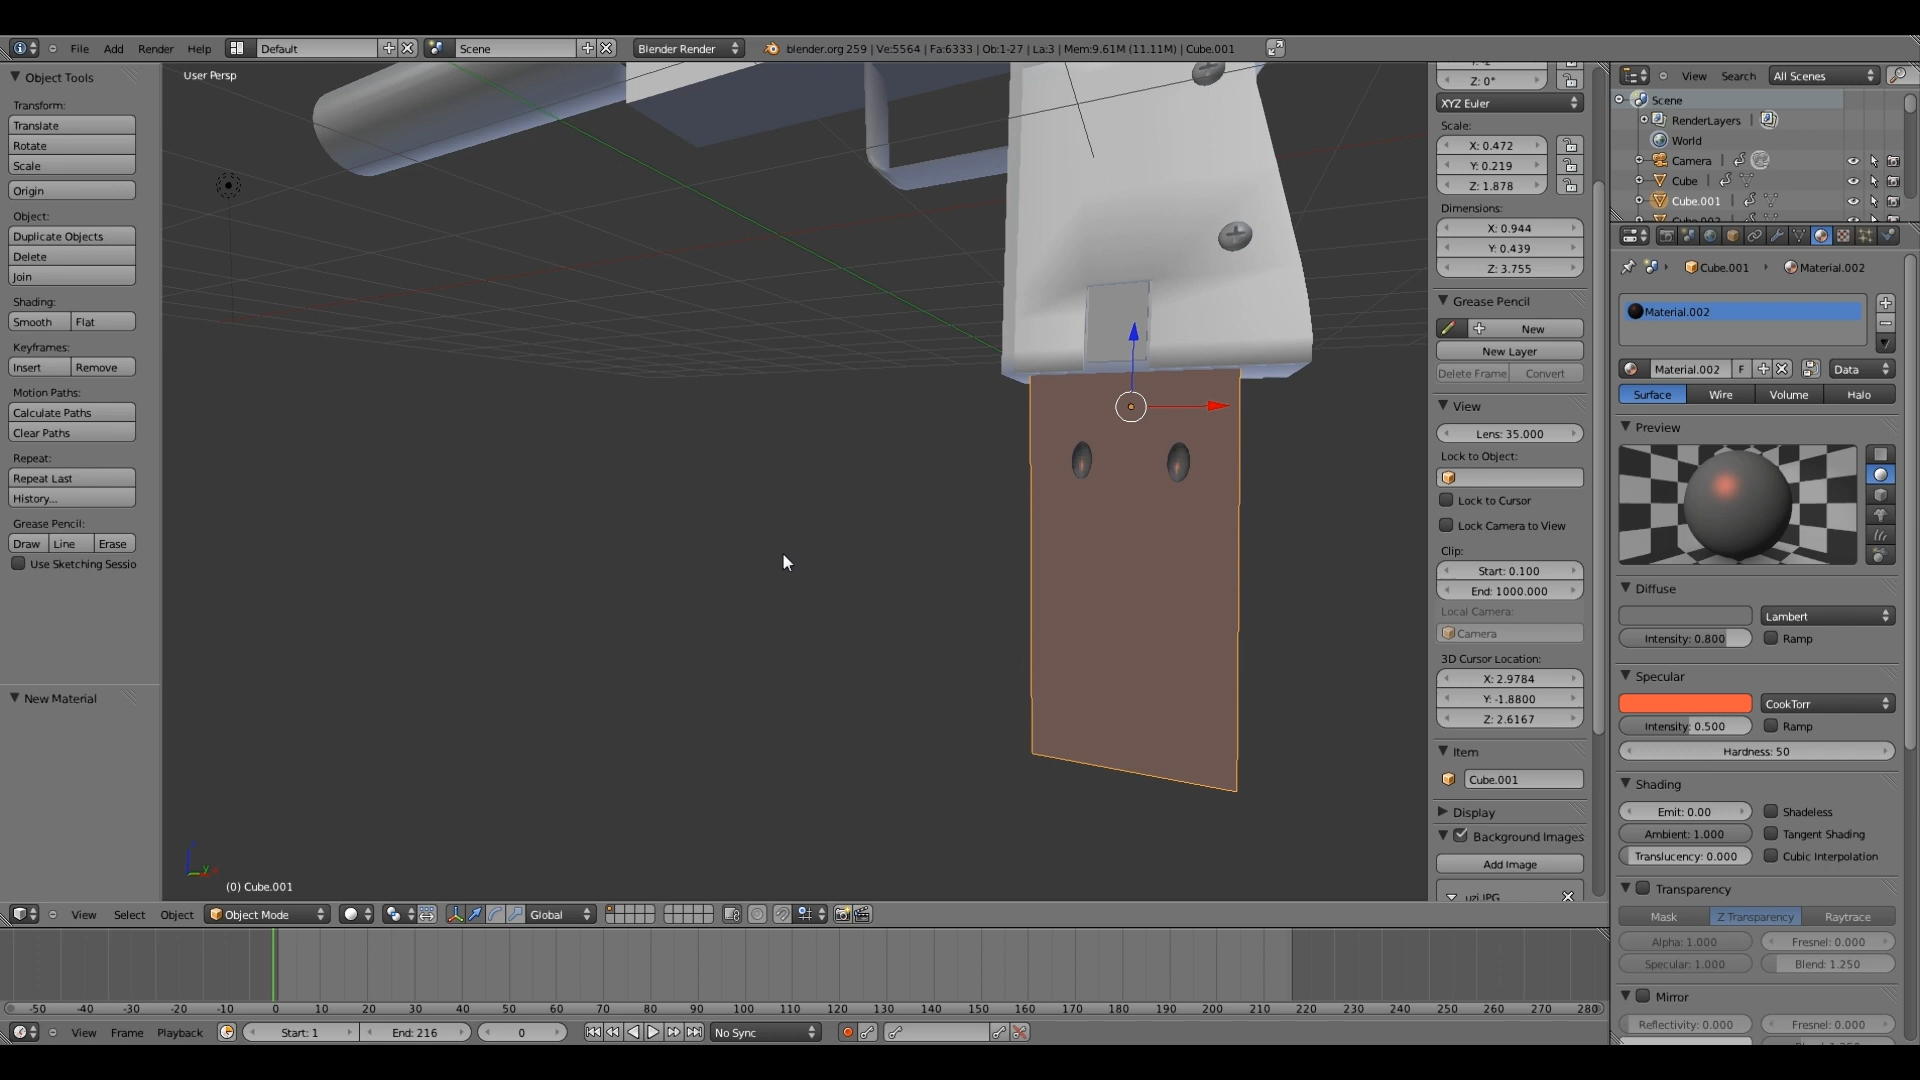 File Add Render Help Default Scene Blender Render blender.org 259 | Ve:5564 | Fa:6333 | Ob:1-27 | La:3 | Mem:9.61M (11.11M) | Cube.001
Object Tools
Transform:
Translate
Rotate
Scale
Origin
Object:
Duplicate Objects
Delete
Join
Shading:
Smooth Flat
Keyframes:
Insert Remove
Motion Paths:
Calculate Paths
Clear Paths
Repeat:
Repeat Last
History...
Grease Pencil:
Draw Line Erase
Use Sketching Sessio
New Material
User Persp
(0) Cube.001
Z: 0°
XYZ Euler
Scale:
X: 0.472
Y: 0.219
Z: 1.878
Dimensions:
X: 0.944
Y: 0.439
Z: 3.755
Grease Pencil
New
New Layer
Delete Frame Convert
View
Lens: 35.000
Lock to Object:
Lock to Cursor
Lock Camera to View
Clip:
Start: 0.100
End: 1000.000
Local Camera:
Camera
3D Cursor Location:
X: 2.9784
Y: -1.8800
Z: 2.6167
Item
Cube.001
Display
Background Images
Add Image
uzi.JPG
View Search All Scenes
Scene
RenderLayers
World
Camera
Cube
Cube.001
Cube.002
Cube.001 Material.002
Material.002
Material.002 F Data
Surface Wire Volume Halo
Preview
Diffuse
Lambert
Intensity: 0.800 Ramp
Specular
CookTorr
Intensity: 0.500 Ramp
Hardness: 50
Shading
Emit: 0.00 Shadeless
Ambient: 1.000 Tangent Shading
Translucency: 0.000 Cubic Interpolation
Transparency
Mask Z Transparency Raytrace
Alpha: 1.000 Fresnel: 0.000
Specular: 1.000 Blend: 1.250
Mirror
Reflectivity: 0.000 Fresnel: 0.000
View Select Object Object Mode Global
-50 -40 -30 -20 -10 0 10 20 30 40 50 60 70 80 90 100 110 120 130 140 150 160 170 180 190 200 210 220 230 240 250 260 270 280
View Frame Playback Start: 1 End: 216 0 No Sync